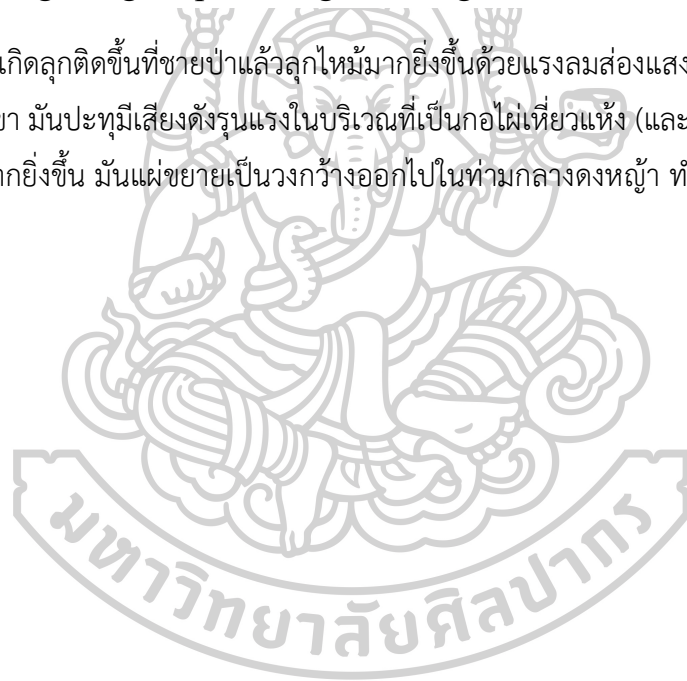 เกิดลุกติดขึ้นที่ชายป่าแล้วลุกไหม้มากยิ่งขึ้นด้วยแรงลมส่องแสง
มันปะทุมีเสียงดังรุนแรงในบริเวณที่เป็นกอไผ่เหี่ยวแห้ง (และ
ยิ่งขึ้น มันแผ่ขยายเป็นวงกว้างออกไปในท่ามกลางดงหญ้า
มหาวิทยาลัยศิลปากร